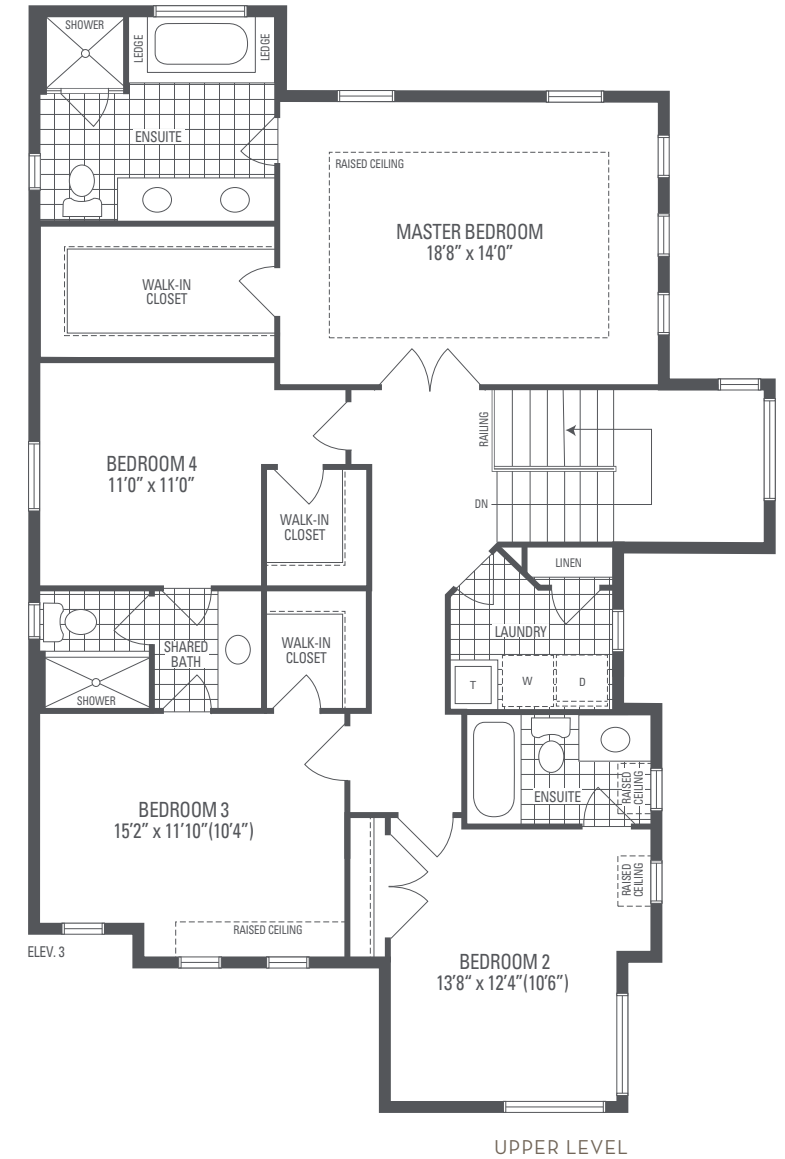 SHOWER
LEDGE
LEDGE
ENSUITE
RAISED CEILING
MASTER BEDROOM
18'8" x 14'0"
WALK-IN
CLOSET
RAILING
BEDROOM 4
11'0" x 11'0"
DN
WALK-IN
CLOSET
LINEN
LAUNDRY
SHARED
BATH
WALK-IN
CLOSET
T
W
D
SHOWER
RAISED
CEILING
ENSUITE
BEDROOM 3
15'2" x 11'10"(10'4")
RAISED
CEILING
RAISED CEILING
ELEV. 3
BEDROOM 2
13'8" x 12'4"(10'6")
UPPER LEVEL